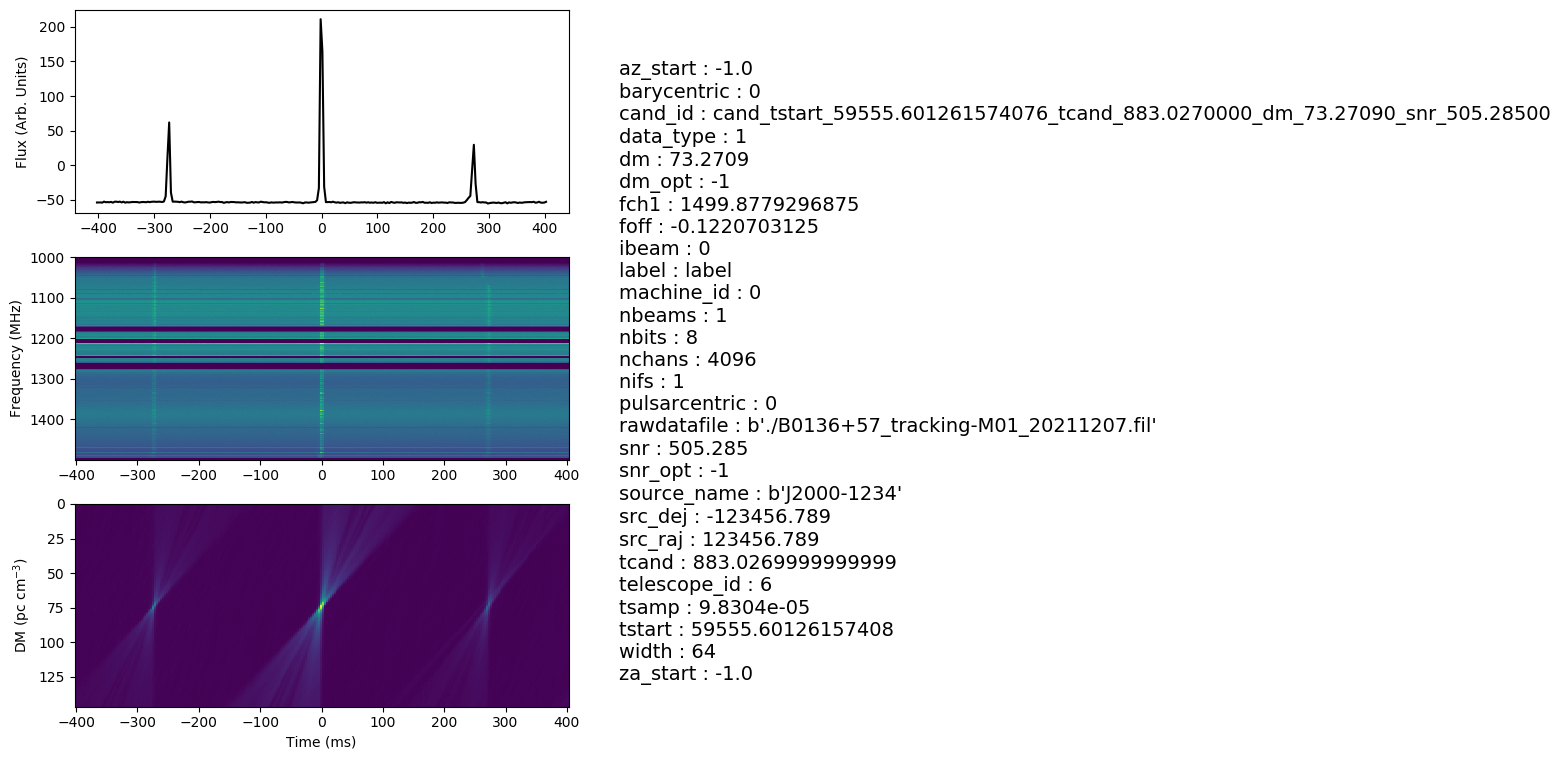 200
150
100
50
0
−50
Flux (Arb. Units)
−400 −300 −200 −100 0 100 200 300 400
1000
1100
1200
1300
1400
Frequency (MHz)
−400 −300 −200 −100 0 100 200 300 400
0
25
50
75
100
125
DM (pc cm⁻³)
−400 −300 −200 −100 0 100 200 300 400
Time (ms)
az_start : -1.0
barycentric : 0
cand_id : cand_tstart_59555.601261574076_tcand_883.0270000_dm_73.27090_snr_505.28500
data_type : 1
dm : 73.2709
dm_opt : -1
fch1 : 1499.8779296875
foff : -0.1220703125
ibeam : 0
label : label
machine_id : 0
nbeams : 1
nbits : 8
nchans : 4096
nifs : 1
pulsarcentric : 0
rawdatafile : b'./B0136+57_tracking-M01_20211207.fil'
snr : 505.285
snr_opt : -1
source_name : b'J2000-1234'
src_dej : -123456.789
src_raj : 123456.789
tcand : 883.0269999999999
telescope_id : 6
tsamp : 9.8304e-05
tstart : 59555.60126157408
width : 64
za_start : -1.0